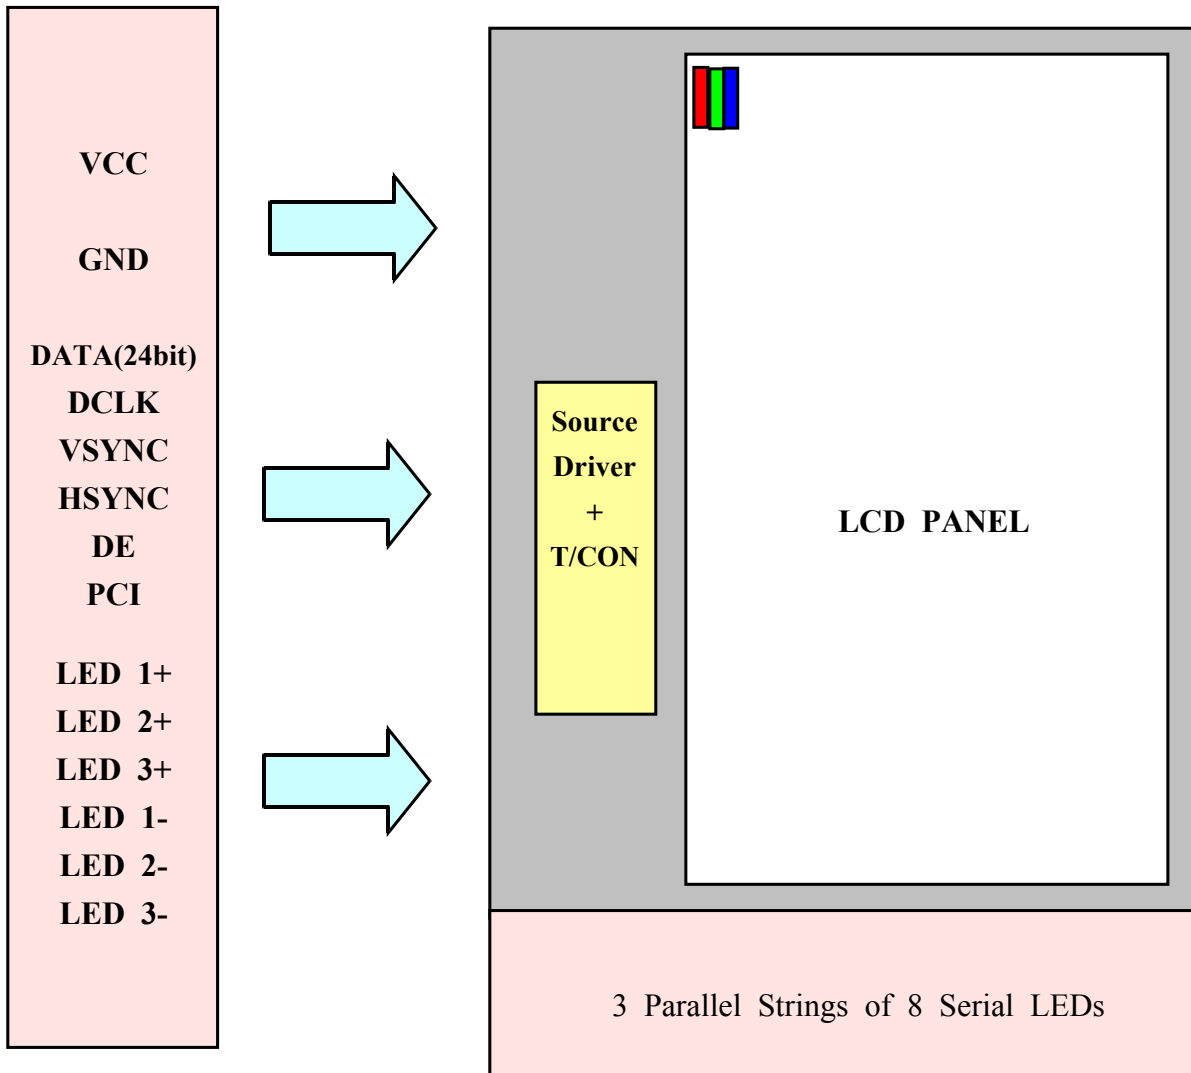 VCC
GND
DATA(24bit)
DCLK
VSYNC
HSYNC
DE
PCI
LED 1+
LED 2+
LED 3+
LED 1-
LED 2-
LED 3-
Source
Driver
+
T/CON
LCD PANEL
3 Parallel Strings of 8 Serial LEDs